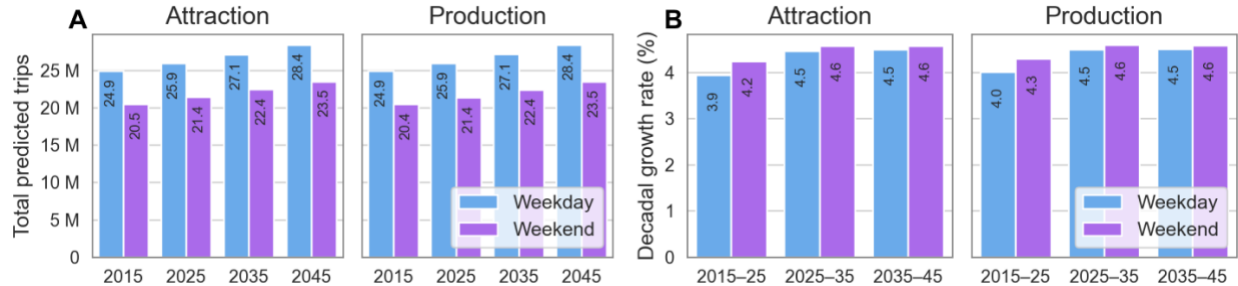 A
Attraction
Production
Total predicted trips
25 M
20 M
15 M
10 M
5 M
0
24.9
20.5
25.9
21.4
27.1
22.4
28.4
23.5
24.9
20.4
25.9
21.4
27.1
22.4
28.4
23.5
Weekday
Weekend
2015 2025 2035 2045
2015 2025 2035 2045
B
Attraction
Production
Decadal growth rate (%)
4
3
2
1
0
3.9
4.2
4.5
4.6
4.5
4.6
4.0
4.3
4.5
4.6
4.5
4.6
Weekday
Weekend
2015–25 2025–35 2035–45
2015–25 2025–35 2035–45